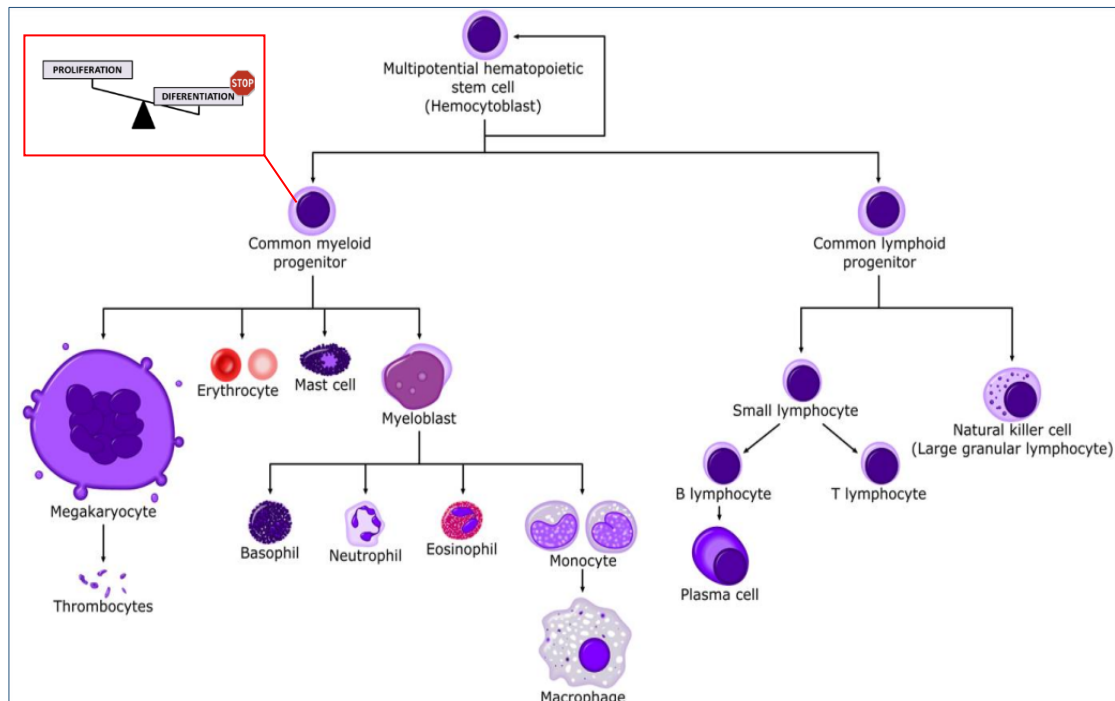 PROLIFERATION
STOP
DIFERENTIATION
Multipotential hematopoietic
stem cell
(Hemocytoblast)
Common myeloid
progenitor
Common lymphoid
progenitor
Erythrocyte
Mast cell
Myeloblast
Small lymphocyte
Natural killer cell
(Large granular lymphocyte)
B lymphocyte
T lymphocyte
Megakaryocyte
Basophil
Neutrophil
Eosinophil
Monocyte
Plasma cell
Thrombocytes
Macrophage